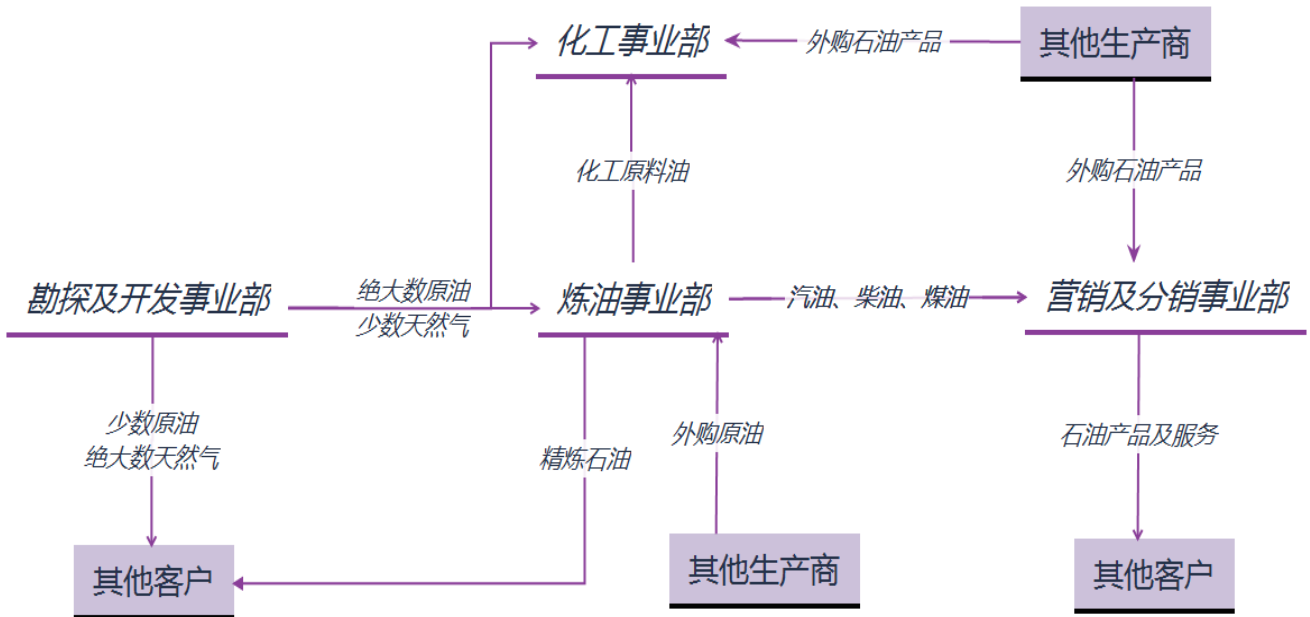 化工事业部
外购石油产品
其他生产商
化工原料油
外购石油产品
勘探及开发事业部
绝大数原油
少数天然气
炼油事业部
汽油、柴油、煤油
营销及分销事业部
少数原油
绝大数天然气
精炼石油
外购原油
石油产品及服务
其他客户
其他生产商
其他客户